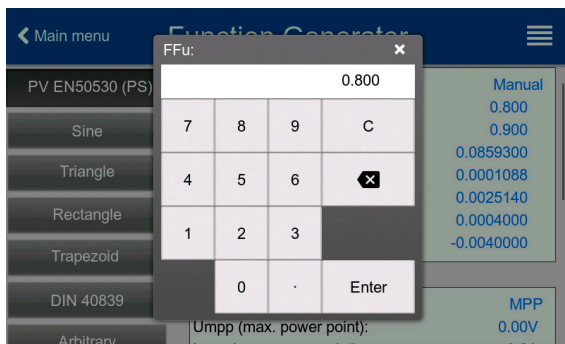 Main menu
Function Generator
FFu:
0.800
PV EN50530 (PS)
Sine
Triangle
Rectangle
Trapezoid
DIN 40839
Arbitrary
7 8 9 C
4 5 6
1 2 3
0 . Enter
Manual
0.800
0.900
0.0859300
0.0001088
0.0025140
0.0004000
-0.0040000
MPP
Umpp (max. power point): 0.00V